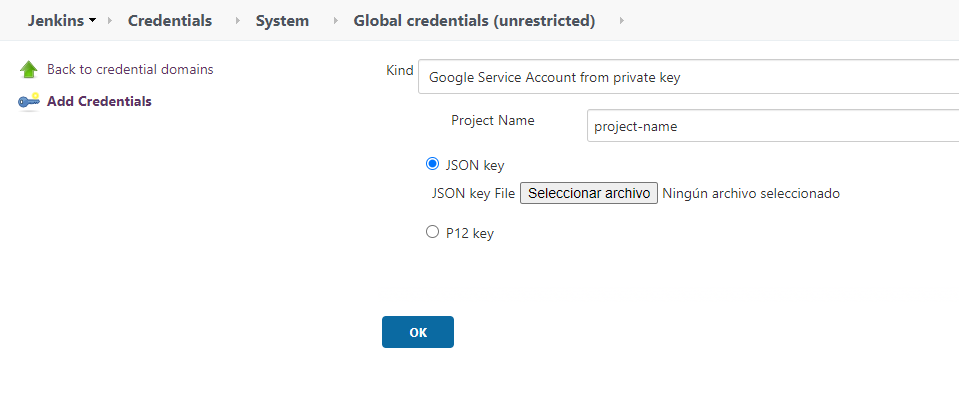 Jenkins Credentials System Global credentials (unrestricted)
Back to credential domains
Add Credentials
Kind Google Service Account from private key
Project Name project-name
JSON key
JSON key File Seleccionar archivo Ningún archivo seleccionado
P12 key
OK